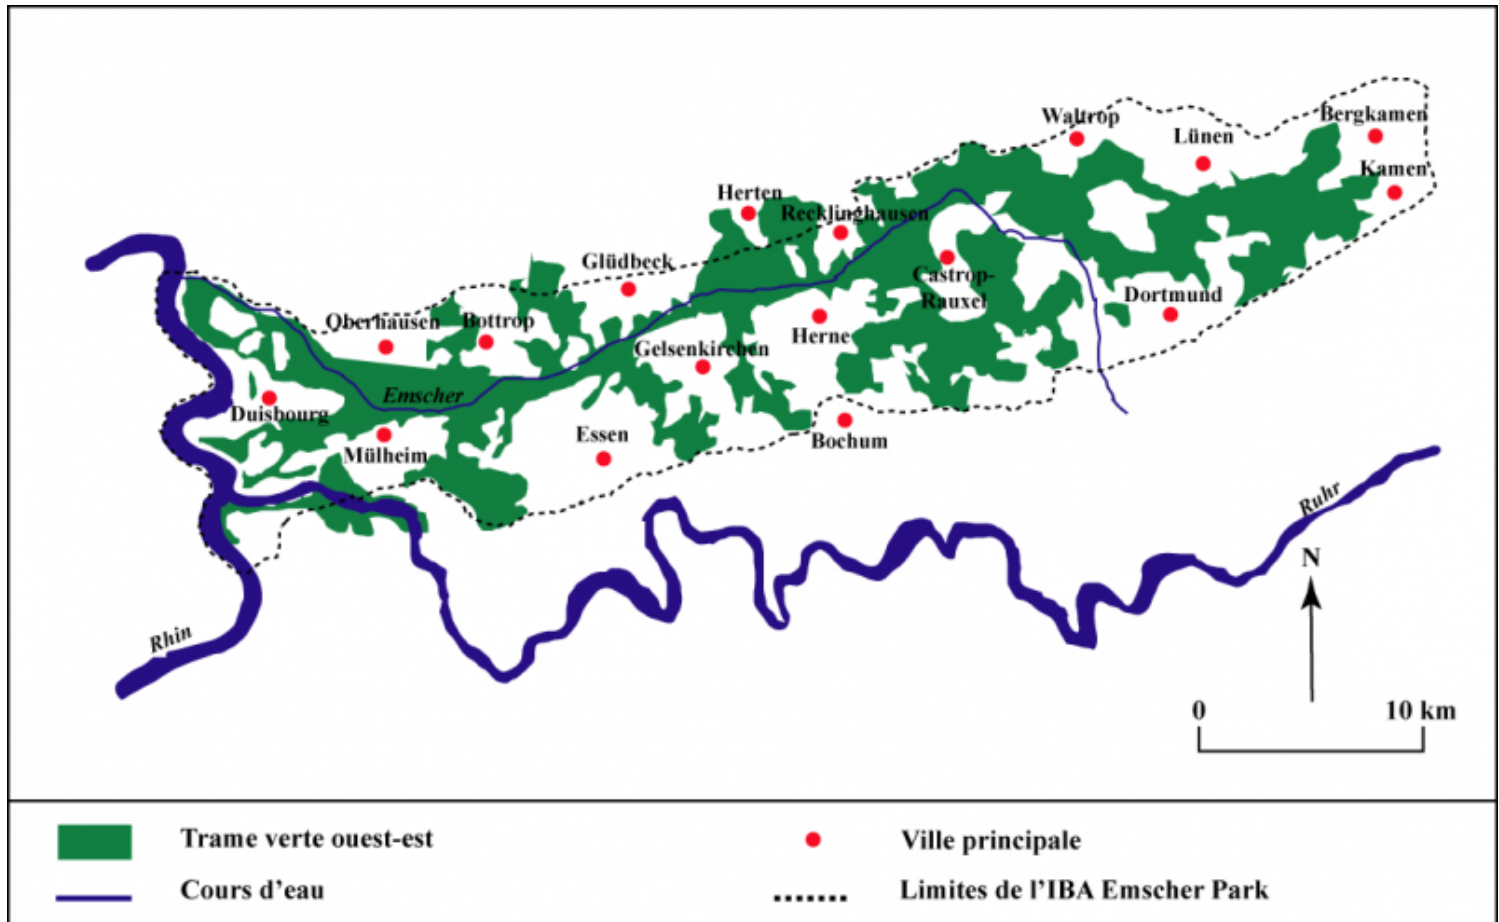 Waltrop
Bergkamen
Lünen
Kamen
Herten
Recklinghausen
Glüdbeck
Castrop-
Rauxel
Dortmund
Oberhausen
Bottrop
Herne
Gelsenkirchen
Emscher
Duisbourg
Essen
Bochum
Mülheim
Ruhr
N
Rhin
0 10 km
Trame verte ouest-est
Ville principale
Cours d'eau
Limites de l'IBA Emscher Park